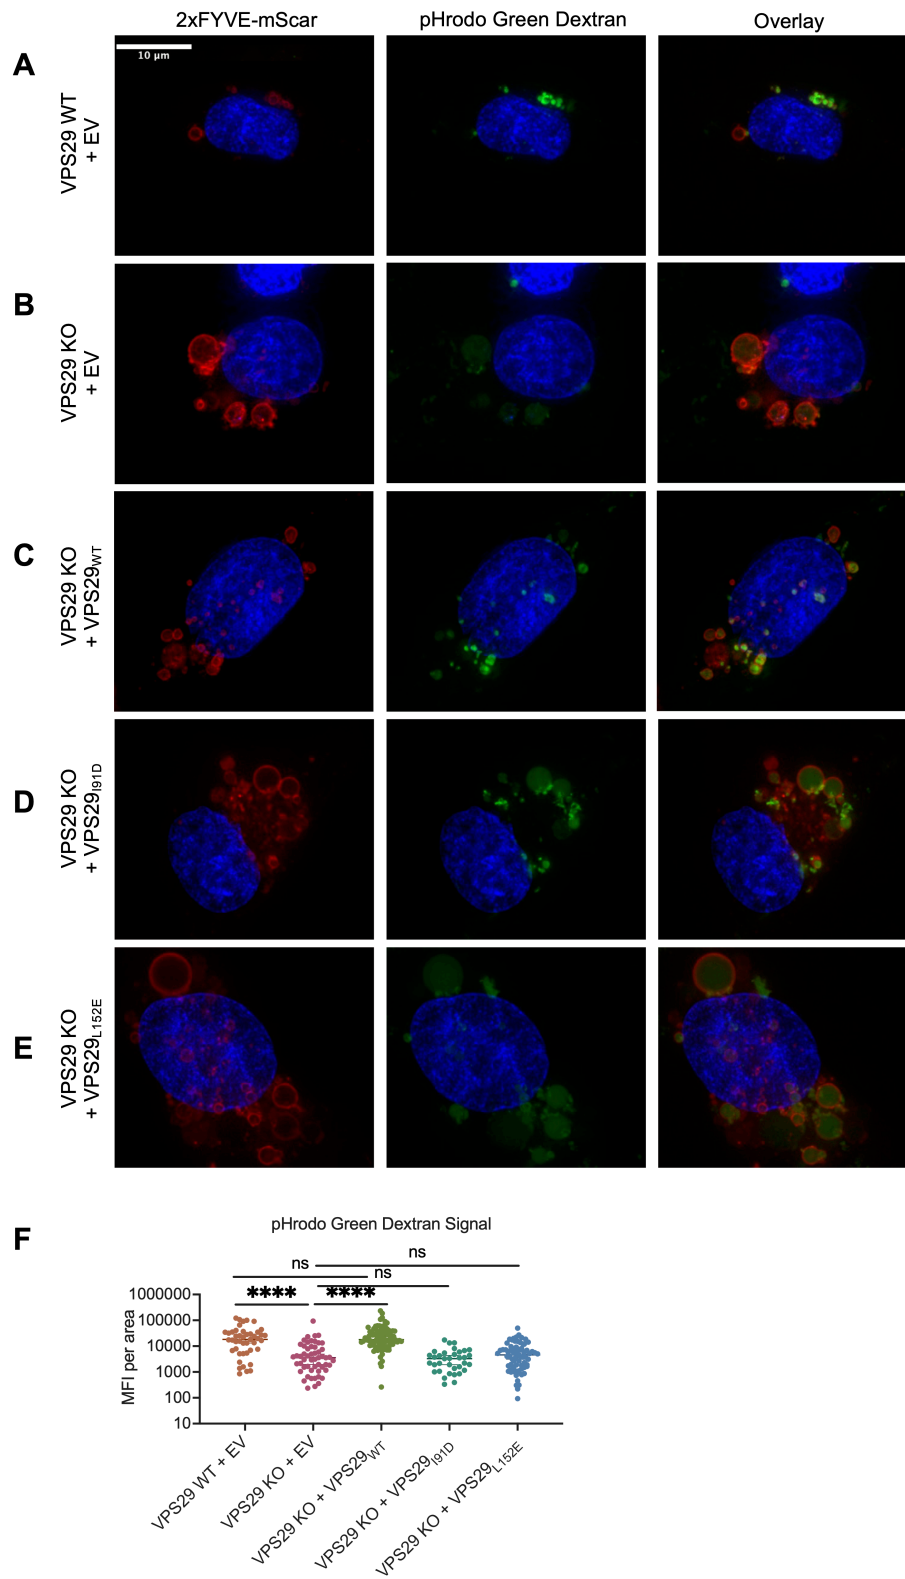 2xFYVE-mScar
pHrodo Green Dextran
Overlay
A
VPS29 WT
+ EV
10 µm
B
VPS29 KO
+ EV
C
VPS29 KO
+ VPS29WT
D
VPS29 KO
+ VPS29I91D
E
VPS29 KO
+ VPS29L152E
F
pHrodo Green Dextran Signal
ns
ns
ns
****
****
MFI per area
1000000
100000
10000
1000
100
10
VPS29 WT + EV
VPS29 KO + EV
VPS29 KO + VPS29WT
VPS29 KO + VPS29I91D
VPS29 KO + VPS29L152E